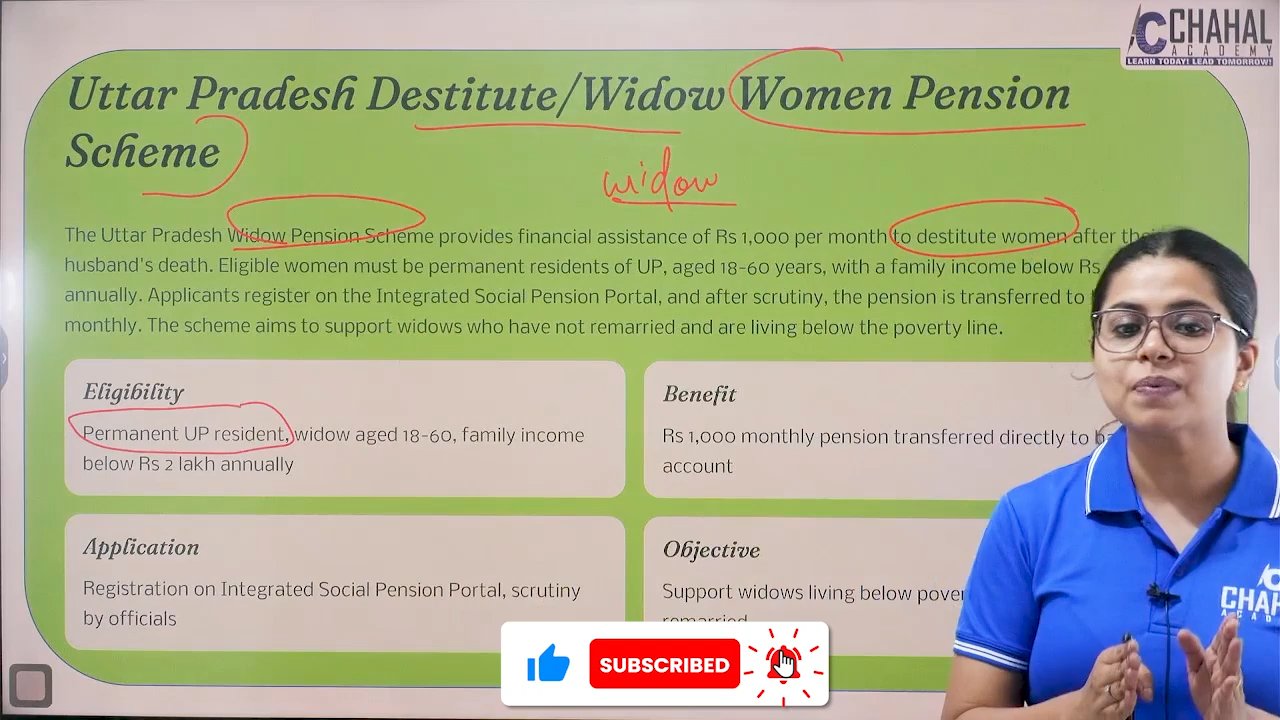 CHAHAL
ACADEMY
LEARN TODAY! LEAD TOMORROW!
Uttar Pradesh Destitute/Widow Women Pension
Scheme
widow
The Uttar Pradesh Widow Pension Scheme provides financial assistance of Rs 1,000 per month to destitute women after
husband's death. Eligible women must be permanent residents of UP, aged 18-60 years, with a family income below Rs
annually. Applicants register on the Integrated Social Pension Portal, and after scrutiny, the pension is transferred to
monthly. The scheme aims to support widows who have not remarried and are living below the poverty line.
Eligibility
Permanent UP resident, widow aged 18-60, family income
below Rs 2 lakh annually
Benefit
Rs 1,000 monthly pension transferred directly to
account
Application
Registration on Integrated Social Pension Portal, scrutiny
by officials
Objective
Support widows living below
remarried
SUBSCRIBED